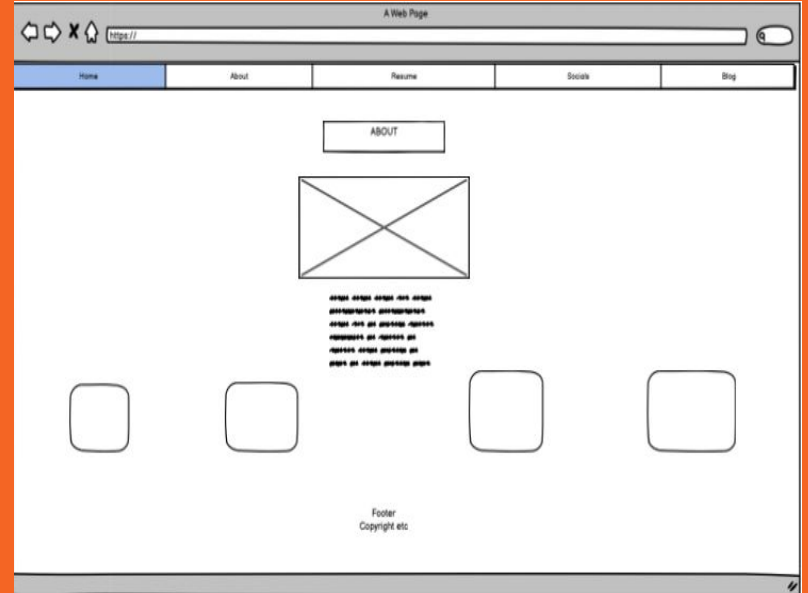 A Web Page
https://
Home About Resume Socials Blog
ABOUT
Footer
Copyright etc